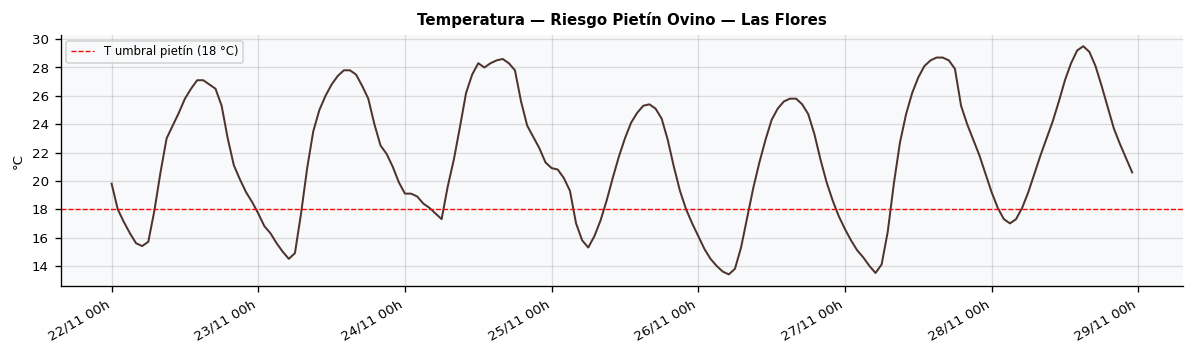 Temperatura — Riesgo Pietín Ovino — Las Flores
T umbral pietín (18 °C)
°C
30
28
26
24
22
20
18
16
14
22/11 00h
23/11 00h
24/11 00h
25/11 00h
26/11 00h
27/11 00h
28/11 00h
29/11 00h